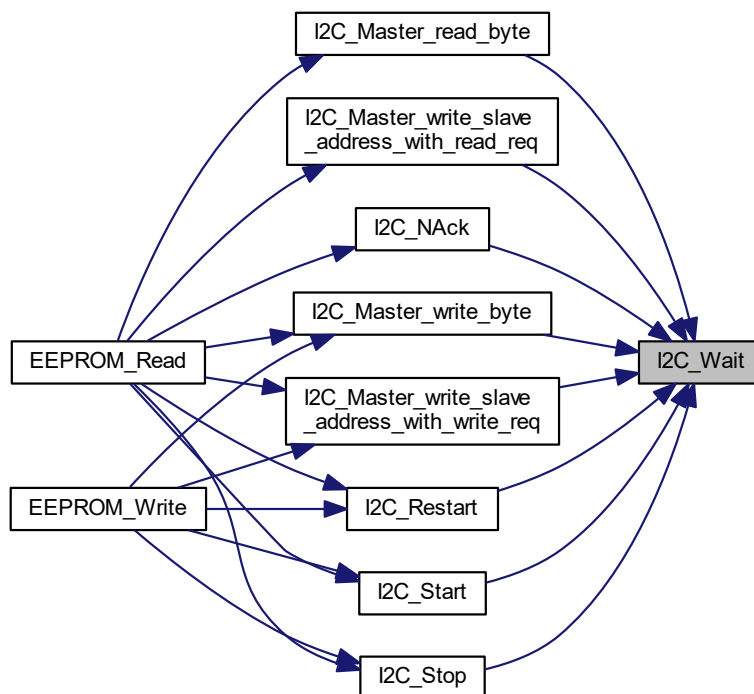 I2C_Master_read_byte
I2C_Master_write_slave
_address_with_read_req
I2C_NAck
I2C_Master_write_byte
EEPROM_Read
I2C_Wait
I2C_Master_write_slave
_address_with_write_req
EEPROM_Write
I2C_Restart
I2C_Start
I2C_Stop